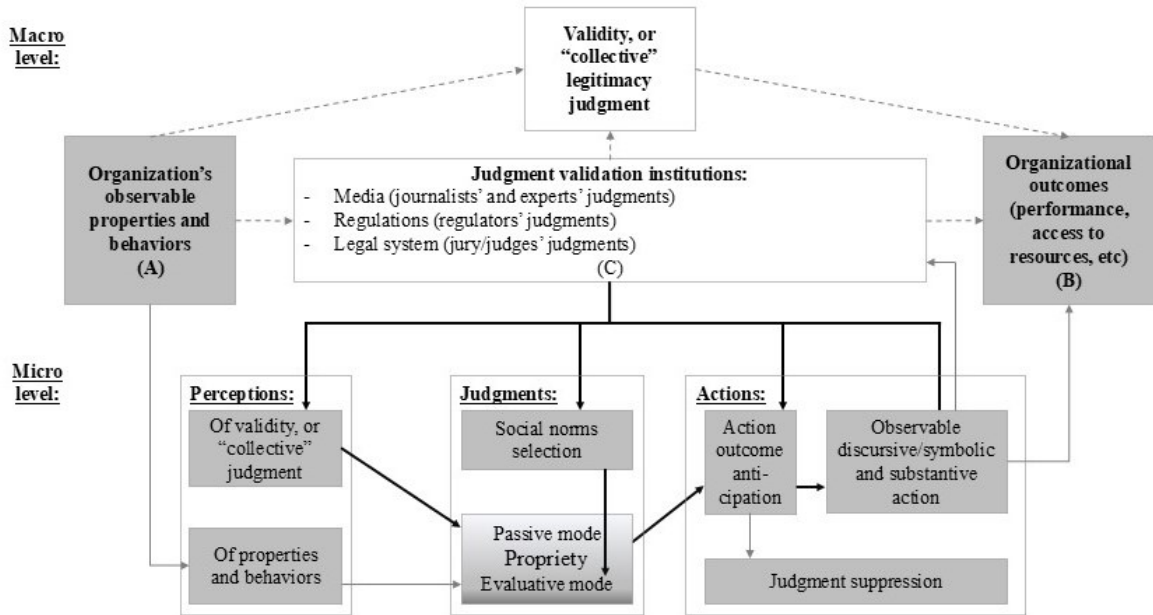 Macro
level:
Validity, or
“collective”
legitimacy
judgment
Organization’s
observable
properties and
behaviors
(A)
Judgment validation institutions:
- Media (journalists’ and experts’ judgments)
- Regulations (regulators’ judgments)
- Legal system (jury/judges’ judgments)
(C)
Organizational
outcomes
(performance,
access to
resources, etc)
(B)
Micro
level:
Perceptions:
Of validity, or
“collective”
judgment
Of properties
and behaviors
Judgments:
Social norms
selection
Passive mode
Propriety
Evaluative mode
Actions:
Action
outcome
anti-
cipation
Observable
discursive/symbolic
and substantive
action
Judgment suppression